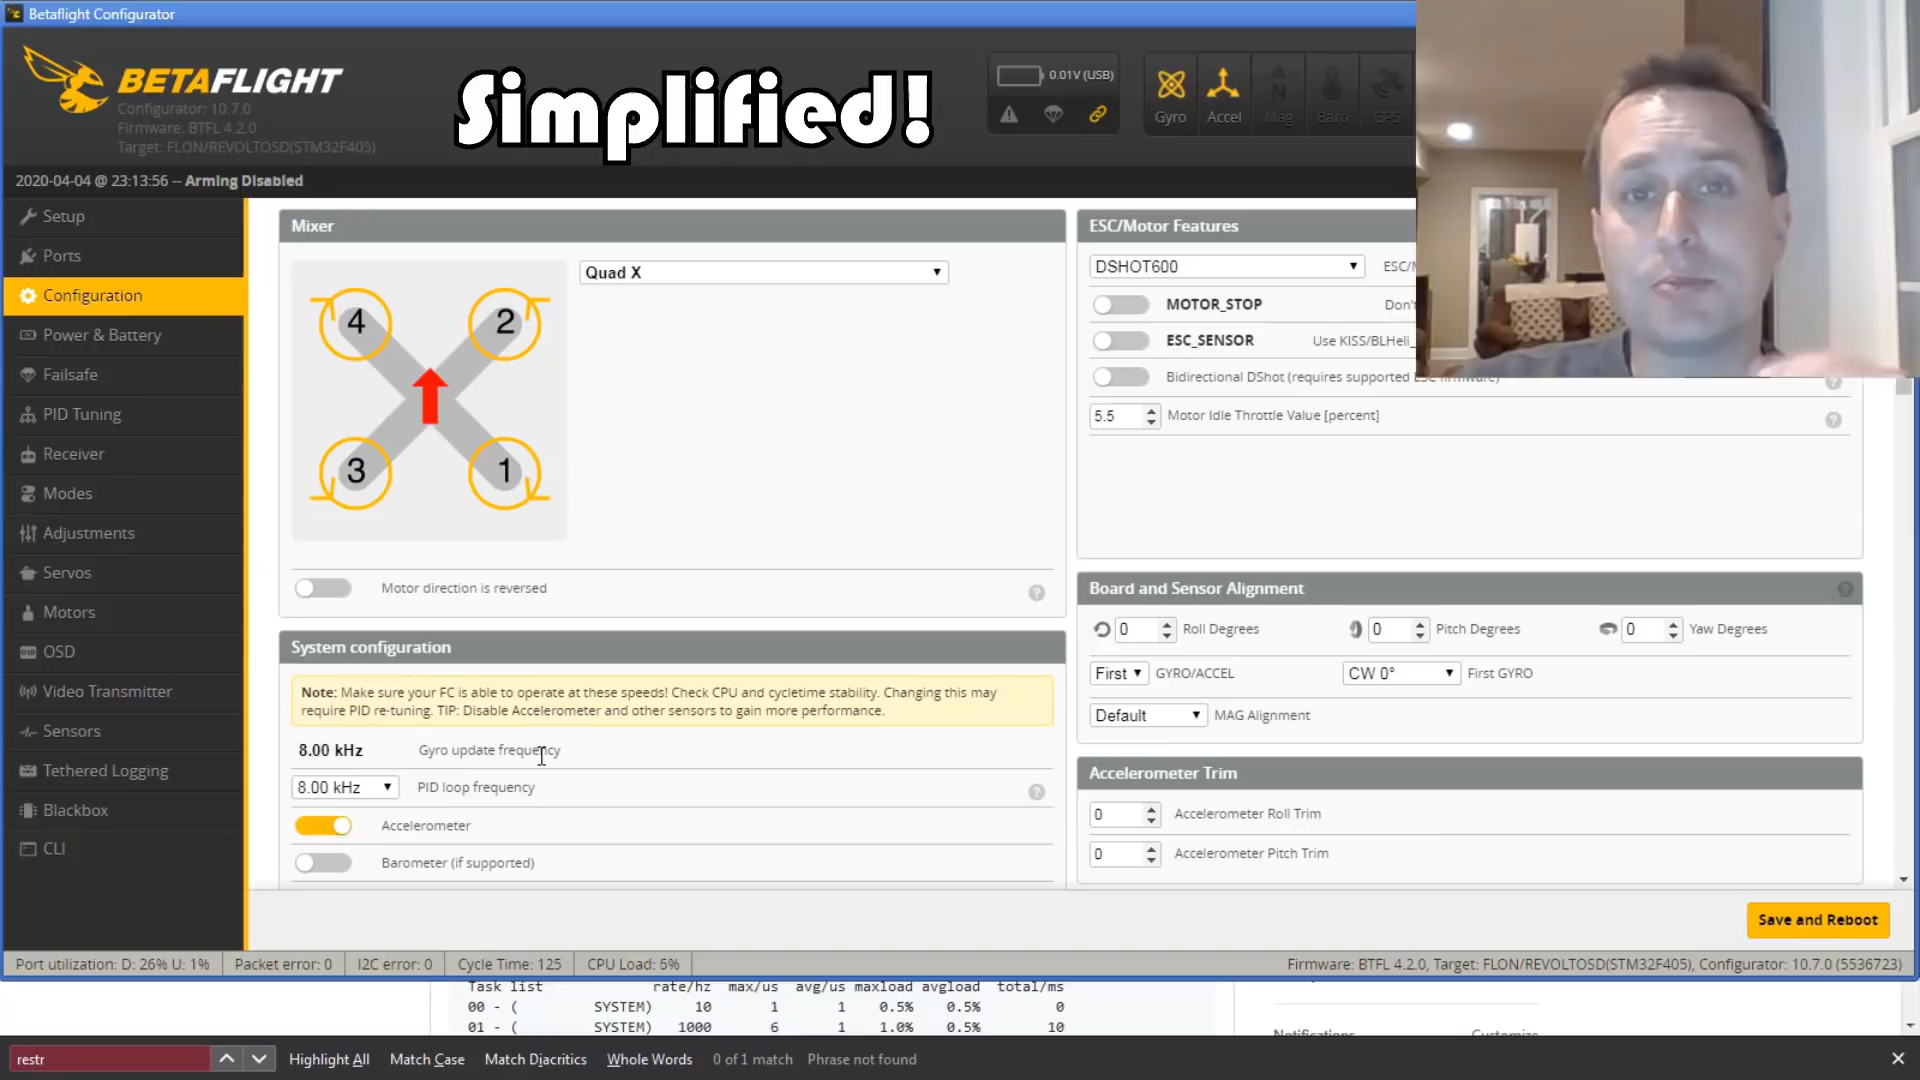 Betaflight Configurator
BETAFLIGHT
Configurator: 10.7.0
Firmware: BTFL 4.2.0
Target: FLON/REVOLTOSD(STM32F405)
Simplified!
0.01V (USB)
Gyro
Accel
Mag
Baro
GPS
2020-04-04 @ 23:13:56 -- Arming Disabled
Setup
Ports
Configuration
Power & Battery
Failsafe
PID Tuning
Receiver
Modes
Adjustments
Servos
Motors
OSD
Video Transmitter
Sensors
Tethered Logging
Blackbox
CLI
Mixer
Quad X
4
2
3
1
Motor direction is reversed
System configuration
Note: Make sure your FC is able to operate at these speeds! Check CPU and cycletime stability. Changing this may
require PID re-tuning. TIP: Disable Accelerometer and other sensors to gain more performance.
8.00 kHz Gyro update frequency
8.00 kHz PID loop frequency
Accelerometer
Barometer (if supported)
ESC/Motor Features
DSHOT600 ESC/M
MOTOR_STOP Don't
ESC_SENSOR Use KISS/BLHeli_
Bidirectional DShot (requires supported ESC firmware)
5.5 Motor Idle Throttle Value [percent]
Board and Sensor Alignment
0 Roll Degrees 0 Pitch Degrees 0 Yaw Degrees
First GYRO/ACCEL CW 0° First GYRO
Default MAG Alignment
Accelerometer Trim
0 Accelerometer Roll Trim
0 Accelerometer Pitch Trim
Save and Reboot
Port utilization: D: 26% U: 1% Packet error: 0 I2C error: 0 Cycle Time: 125 CPU Load: 6% Firmware: BTFL 4.2.0, Target: FLON/REVOLTOSD(STM32F405), Configurator: 10.7.0 (5536723)
Task list rate/hz max/us avg/us maxload avgload total/ms
00 - ( SYSTEM) 10 1 1 0.5% 0.5% 0
01 - ( SYSTEM) 1000 6 1 1.0% 0.5% 10
Notifications Customize
restr Highlight All Match Case Match Diacritics Whole Words 0 of 1 match Phrase not found